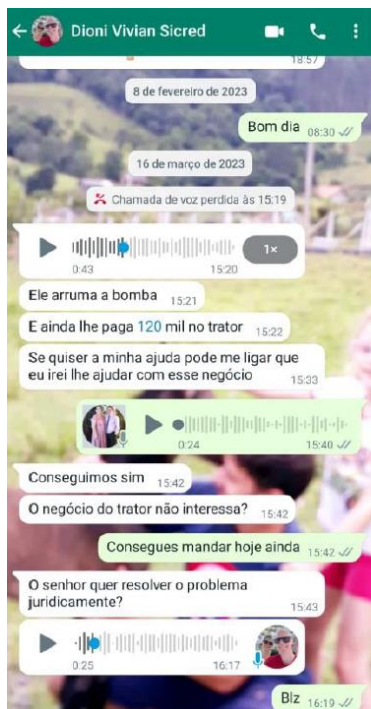 Dioni Vivian Sicred
18:57
8 de fevereiro de 2023
Bom dia 08:30
16 de março de 2023
Chamada de voz perdida às 15:19
1×
0:43 15:20
Ele arruma a bomba 15:21
E ainda lhe paga 120 mil no trator 15:22
Se quiser a minha ajuda pode me ligar que
eu irei lhe ajudar com esse negócio 15:33
0:24 15:40
Conseguimos sim 15:42
O negócio do trator não interessa? 15:42
Consegues mandar hoje ainda 15:42
O senhor quer resolver o problema
juridicamente? 15:43
0:25 16:17
Blz 16:19